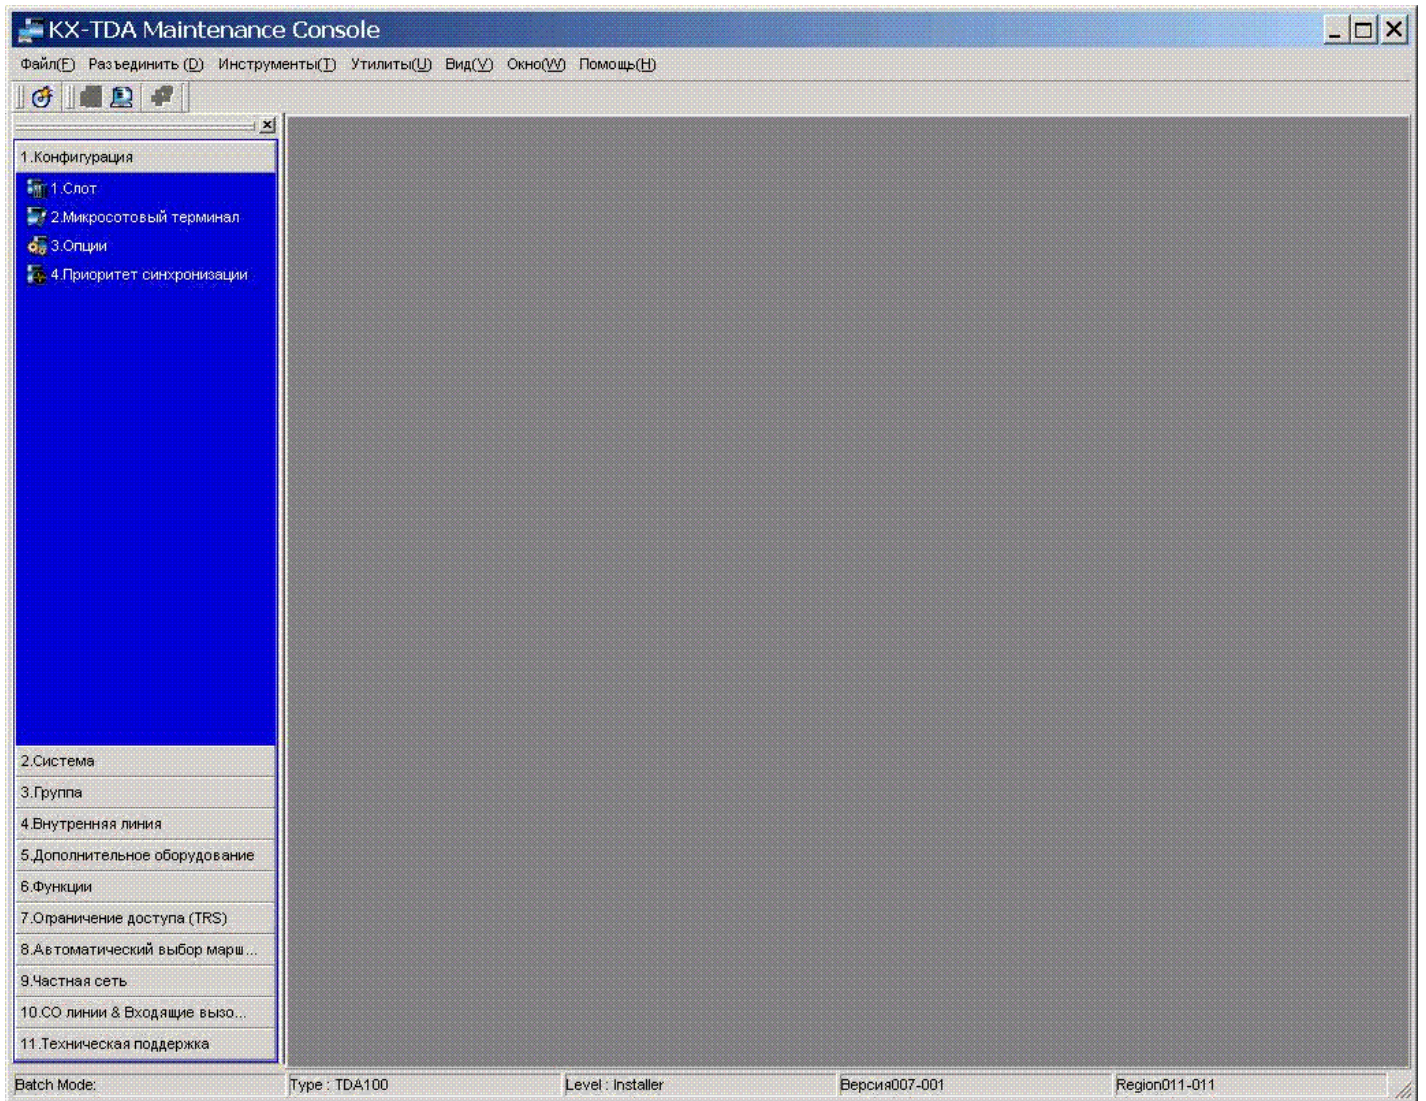 KX-TDA Maintenance Console
Файл(F) Разъединить (D) Инструменты(T) Утилиты(U) Вид(V) Окно(W) Помощь(H)
1.Конфигурация
1.Слот
2.Микросотовый терминал
3.Опции
4.Приоритет синхронизации
2.Система
3.Группа
4.Внутренняя линия
5.Дополнительное оборудование
6.Функции
7.Ограничение доступа (TRS)
8.Автоматический выбор марш...
9.Частная сеть
10.CO линии & Входящие вызо...
11.Техническая поддержка
Batch Mode: Type : TDA100 Level : Installer Версия007-001 Region011-011